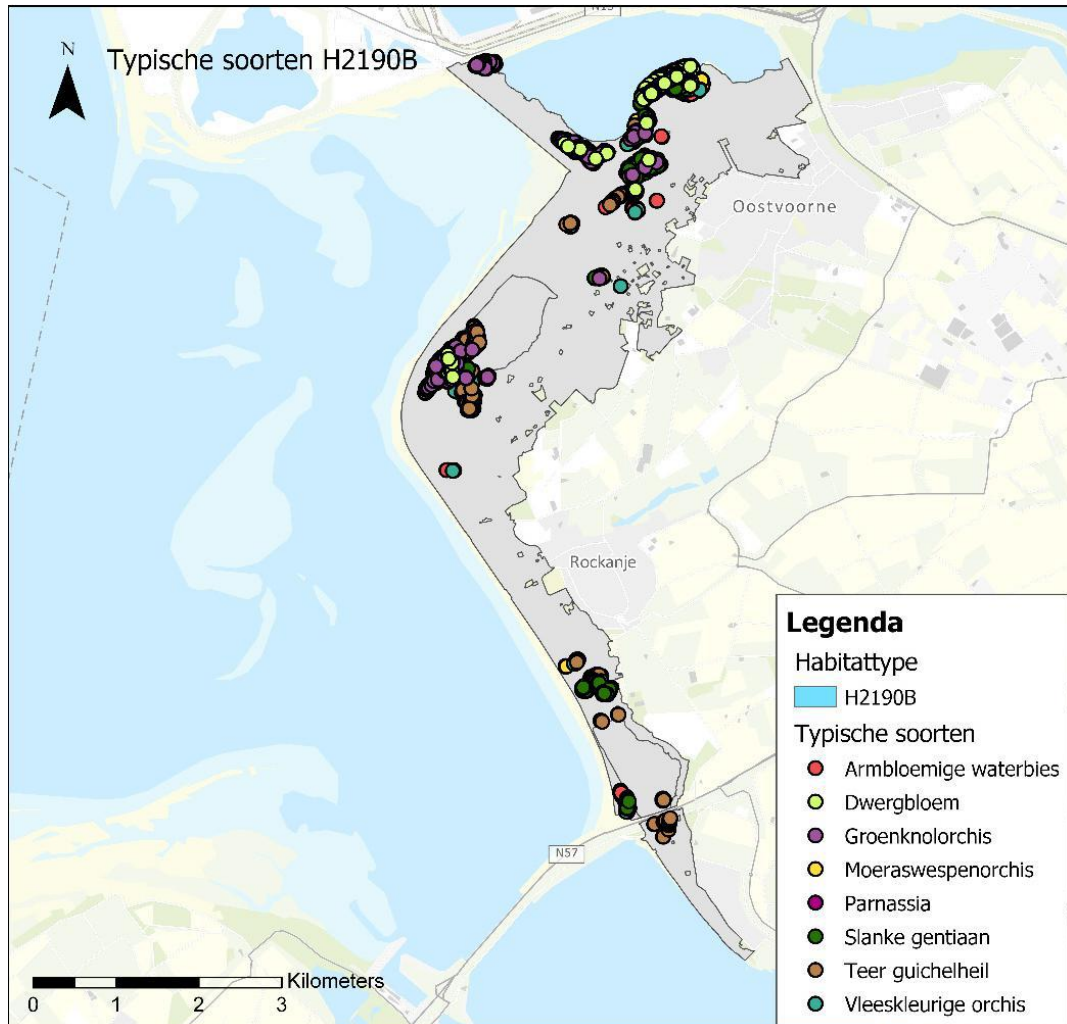 N15
N
Typische soorten H2190B
Oostvoorne
Rockanje
N57
Legenda
Habitattype
H2190B
Typische soorten
Armbloemige waterbies
Dwergbloem
Groenknolorchis
Moeraswespenorchis
Parnassia
Slanke gentiaan
Teer guichelheil
Vleeskleurige orchis
Kilometers
0 1 2 3